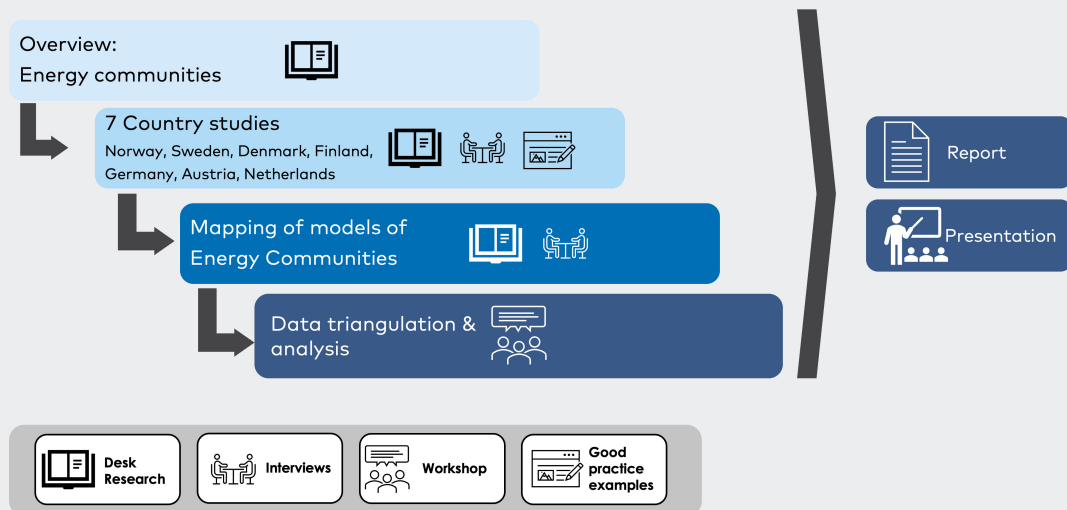 Overview:
Energy communities
7 Country studies
Norway, Sweden, Denmark, Finland,
Germany, Austria, Netherlands
Mapping of models of
Energy Communities
Data triangulation &
analysis
Report
Presentation
Desk
Research
Interviews
Workshop
Good
practice
examples